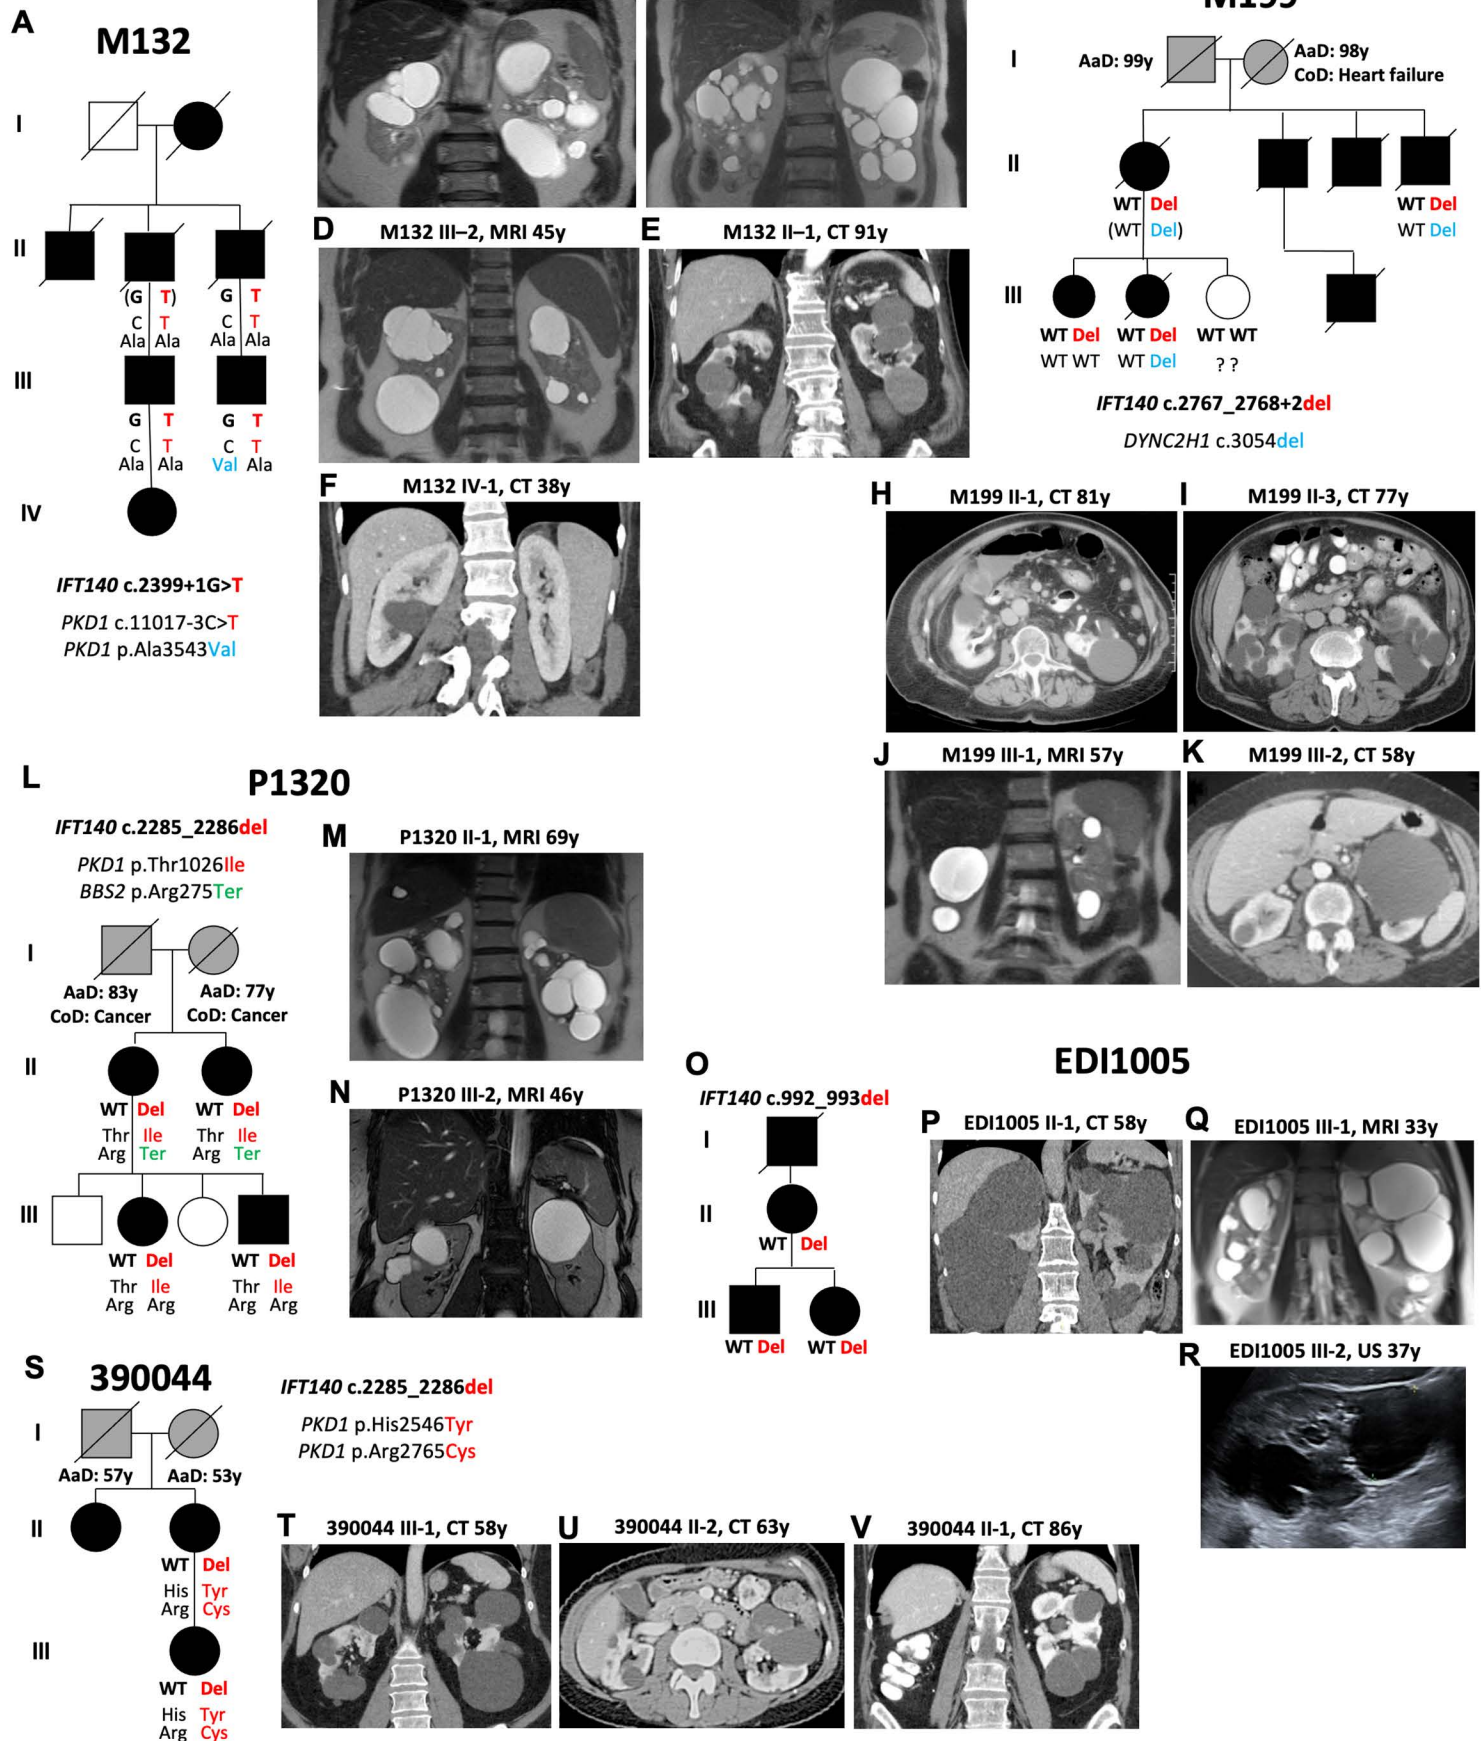 A
M132
I
II
(G T)
G T
C T
C T
Ala Ala
Ala Ala
III
G T
G T
C T
C T
Ala Ala
Val Ala
IV
IFT140 c.2399+1G>T
PKD1 c.11017-3C>T
PKD1 p.Ala3543Val
D
M132 III–2, MRI 45y
E
M132 II–1, CT 91y
F
M132 IV-1, CT 38y
M199
I
AaD: 99y
AaD: 98y
CoD: Heart failure
II
WT Del
(WT Del)
WT Del
WT Del
III
WT Del
WT Del
WT WT
WT WT
WT Del
? ?
IFT140 c.2767_2768+2del
DYNC2H1 c.3054del
H
M199 II-1, CT 81y
I
M199 II-3, CT 77y
J
M199 III-1, MRI 57y
K
M199 III-2, CT 58y
L
P1320
IFT140 c.2285_2286del
PKD1 p.Thr1026Ile
BBS2 p.Arg275Ter
I
AaD: 83y
CoD: Cancer
AaD: 77y
CoD: Cancer
II
WT Del
WT Del
Thr Ile
Thr Ile
Arg Ter
Arg Ter
III
WT Del
WT Del
Thr Ile
Thr Ile
Arg Arg
Arg Arg
M
P1320 II-1, MRI 69y
N
P1320 III-2, MRI 46y
O
EDI1005
IFT140 c.992_993del
I
II
WT Del
III
WT Del
WT Del
P
EDI1005 II-1, CT 58y
Q
EDI1005 III-1, MRI 33y
R
EDI1005 III-2, US 37y
S
390044
IFT140 c.2285_2286del
PKD1 p.His2546Tyr
PKD1 p.Arg2765Cys
I
AaD: 57y
AaD: 53y
II
WT Del
His Tyr
Arg Cys
III
WT Del
His Tyr
Arg Cys
T
390044 III-1, CT 58y
U
390044 II-2, CT 63y
V
390044 II-1, CT 86y